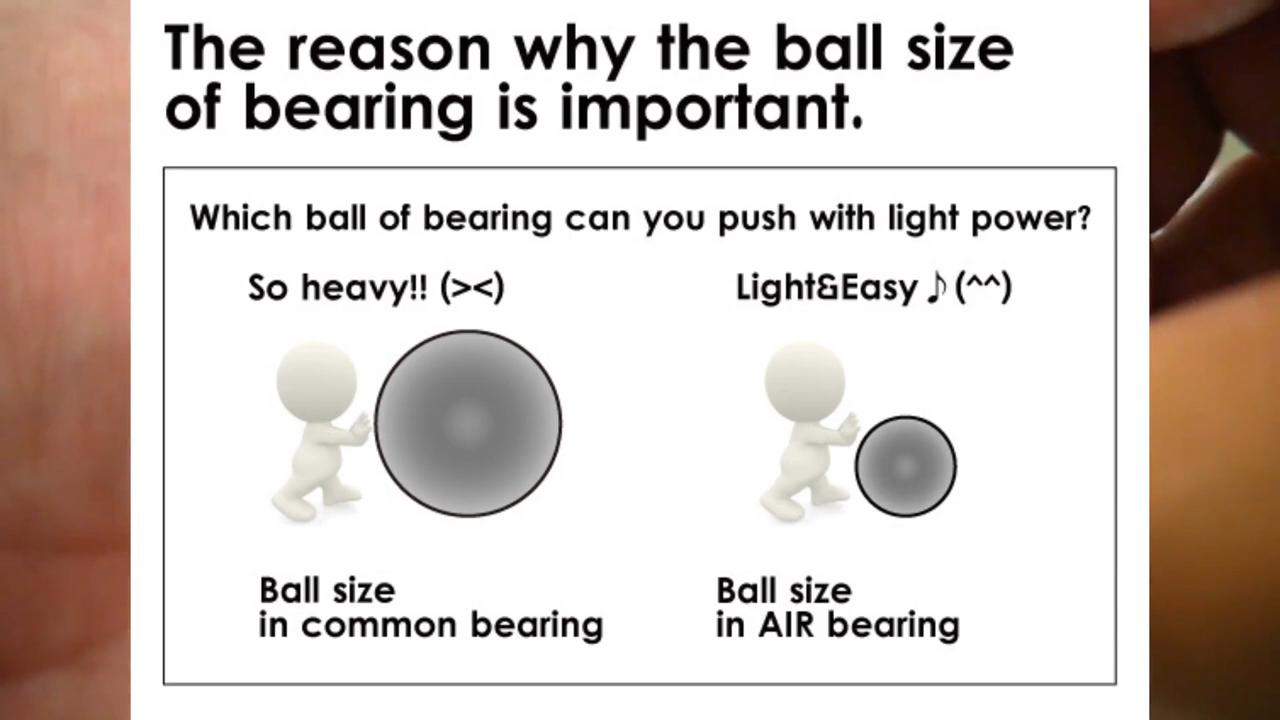 The reason why the ball size
of bearing is important.
Which ball of bearing can you push with light power?
So heavy!! (><)
Light&Easy♪(^^)
Ball size
in common bearing
Ball size
in AIR bearing